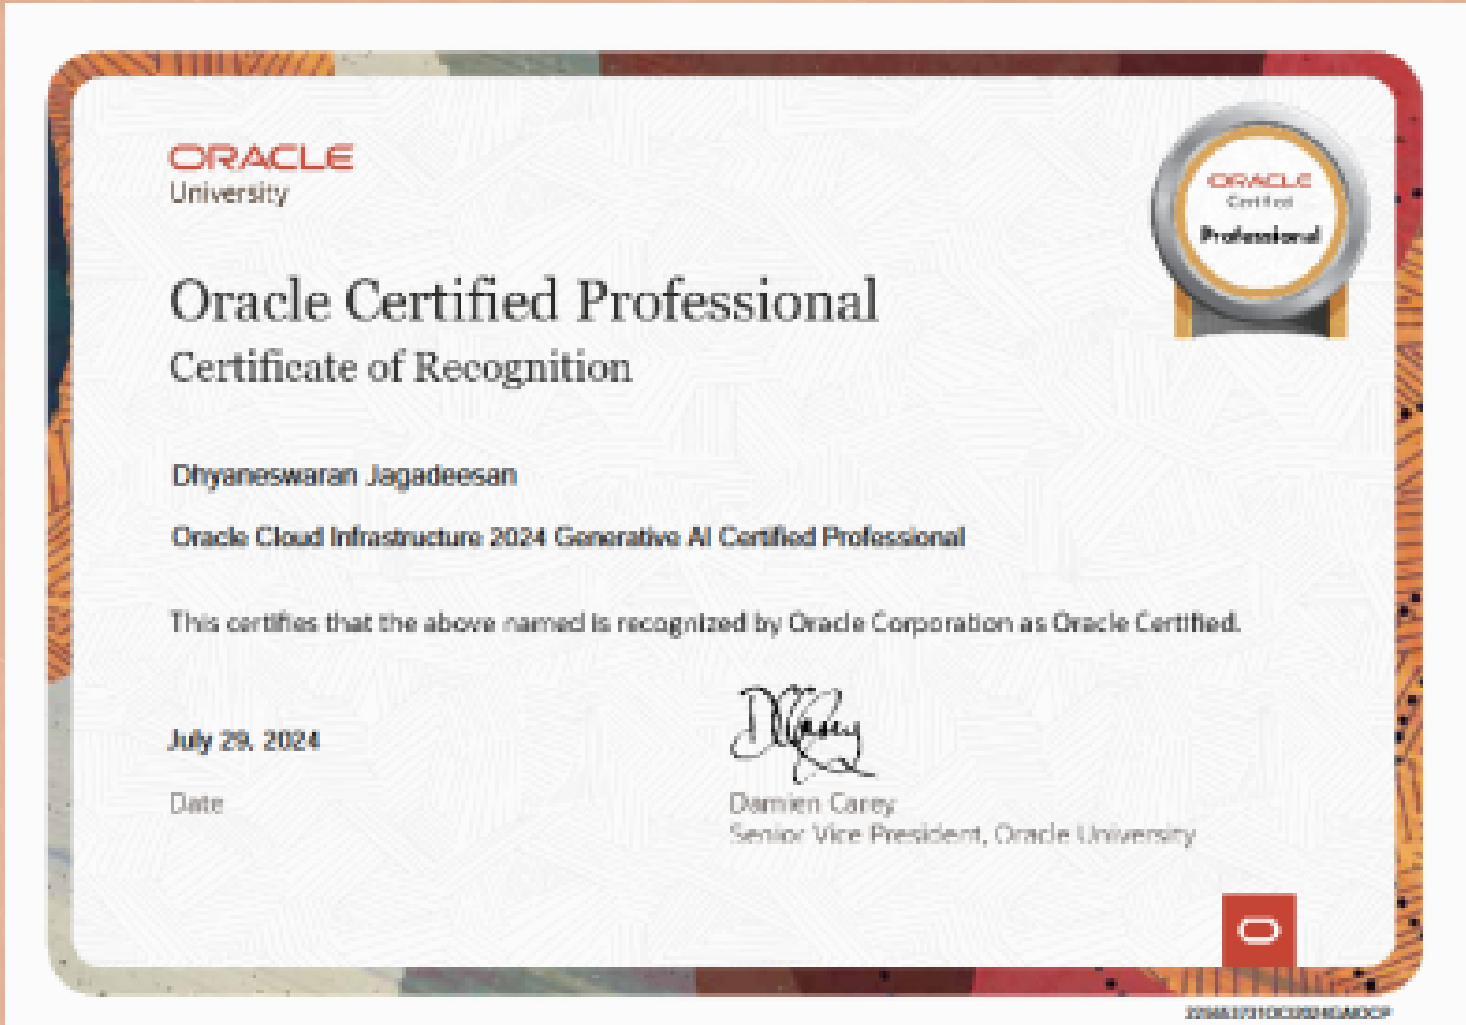 ORACLE
University
ORACLE
Certified
Professional
Oracle Certified Professional
Certificate of Recognition
Dhyaneswaran Jagadeesan
Oracle Cloud Infrastructure 2024 Generative AI Certified Professional
This certifies that the above named is recognized by Oracle Corporation as Oracle Certified.
July 29, 2024
Date
Damien Carey
Senior Vice President, Oracle University